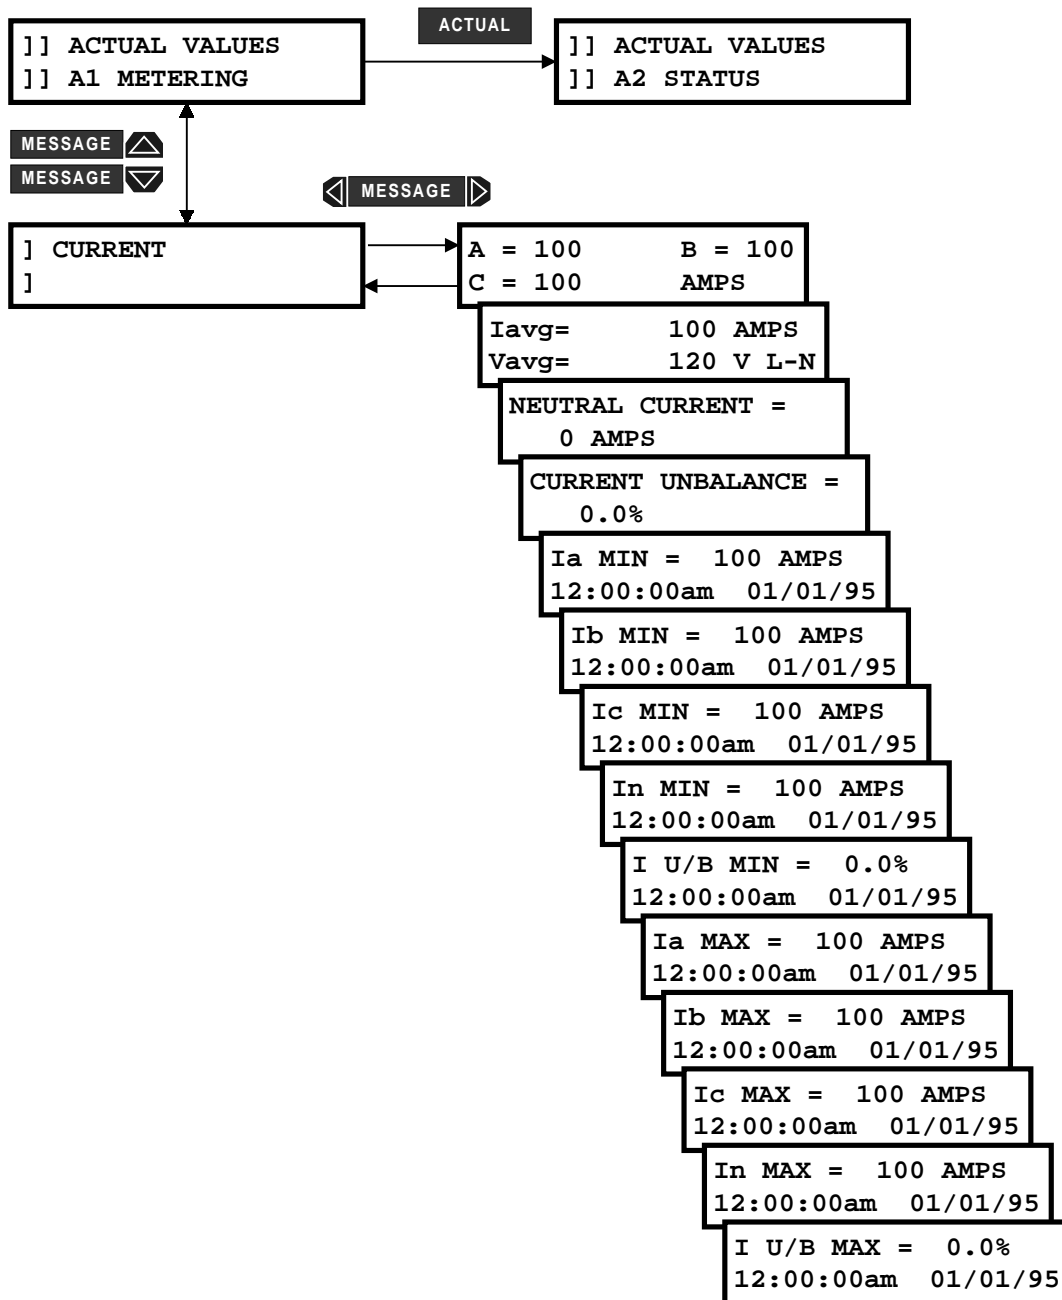 ACTUAL
]] ACTUAL VALUES
]] A1 METERING
]] ACTUAL VALUES
]] A2 STATUS
MESSAGE
MESSAGE
MESSAGE
] CURRENT
]
A = 100 B = 100
C = 100 AMPS
Iavg= 100 AMPS
Vavg= 120 V L-N
NEUTRAL CURRENT =
0 AMPS
CURRENT UNBALANCE =
0.0%
Ia MIN = 100 AMPS
12:00:00am 01/01/95
Ib MIN = 100 AMPS
12:00:00am 01/01/95
Ic MIN = 100 AMPS
12:00:00am 01/01/95
In MIN = 100 AMPS
12:00:00am 01/01/95
I U/B MIN = 0.0%
12:00:00am 01/01/95
Ia MAX = 100 AMPS
12:00:00am 01/01/95
Ib MAX = 100 AMPS
12:00:00am 01/01/95
Ic MAX = 100 AMPS
12:00:00am 01/01/95
In MAX = 100 AMPS
12:00:00am 01/01/95
I U/B MAX = 0.0%
12:00:00am 01/01/95